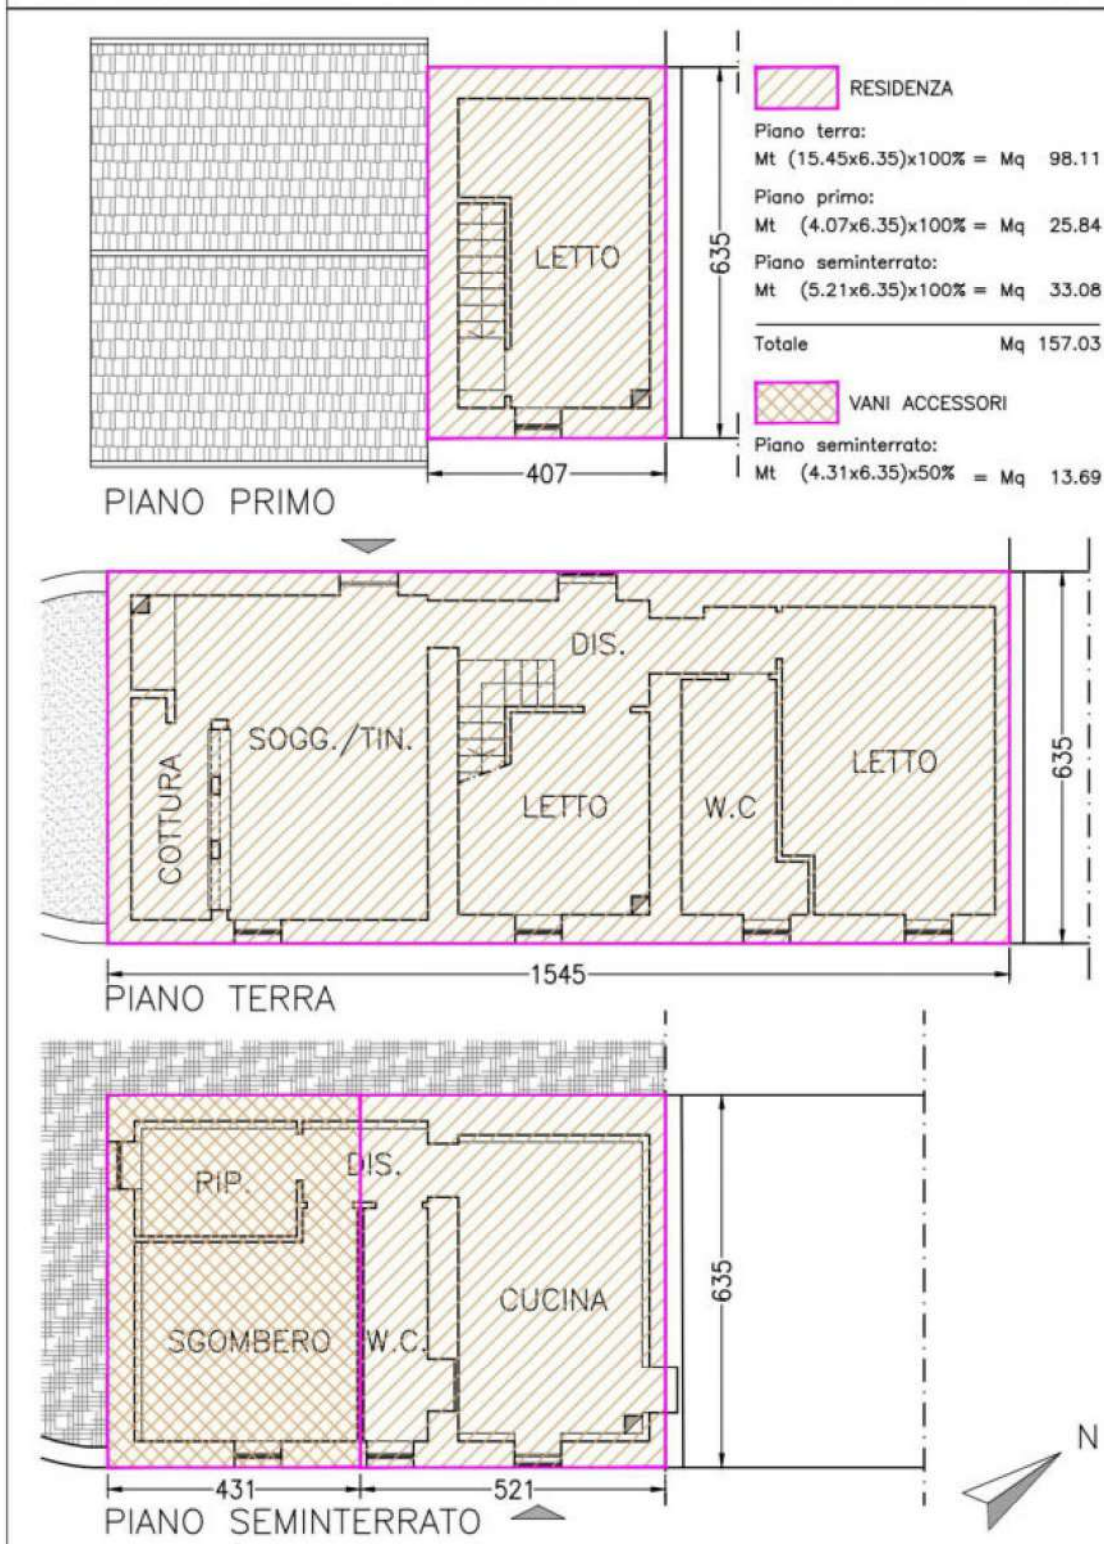 RESIDENZA
Piano terra:
Mt (15.45x6.35)x100% = Mq 98.11
Piano primo:
Mt (4.07x6.35)x100% = Mq 25.84
Piano seminterrato:
Mt (5.21x6.35)x100% = Mq 33.08
Totale Mq 157.03
VANI ACCESSORI
Piano seminterrato:
Mt (4.31x6.35)x50% = Mq 13.69
LETTO
635
407
PIANO PRIMO
DIS.
SOGG./TIN.
COTTURA
LETTO
W.C
LETTO
635
1545
PIANO TERRA
RIP.
DIS.
SGOMBERO
W.C.
CUCINA
635
431
521
PIANO SEMINTERRATO
N